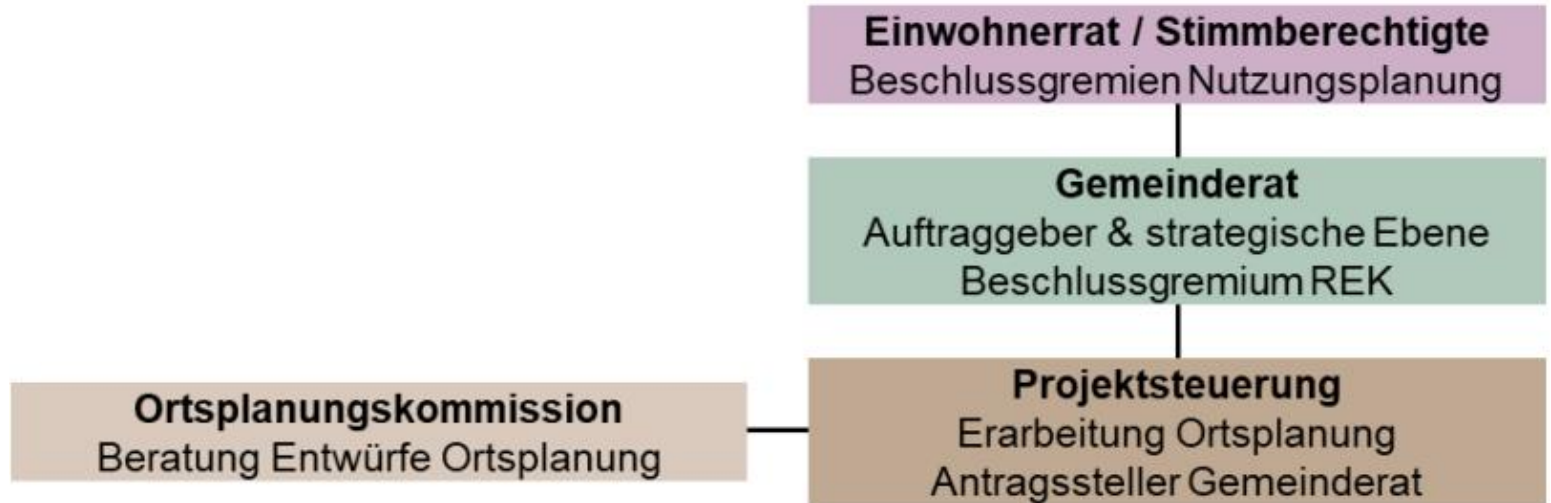 Einwohnerrat / Stimmberechtigte
Beschlussgremien Nutzungsplanung
Gemeinderat
Auftraggeber & strategische Ebene
Beschlussgremium REK
Ortsplanungskommission
Beratung Entwürfe Ortsplanung
Projektsteuerung
Erarbeitung Ortsplanung
Antragssteller Gemeinderat